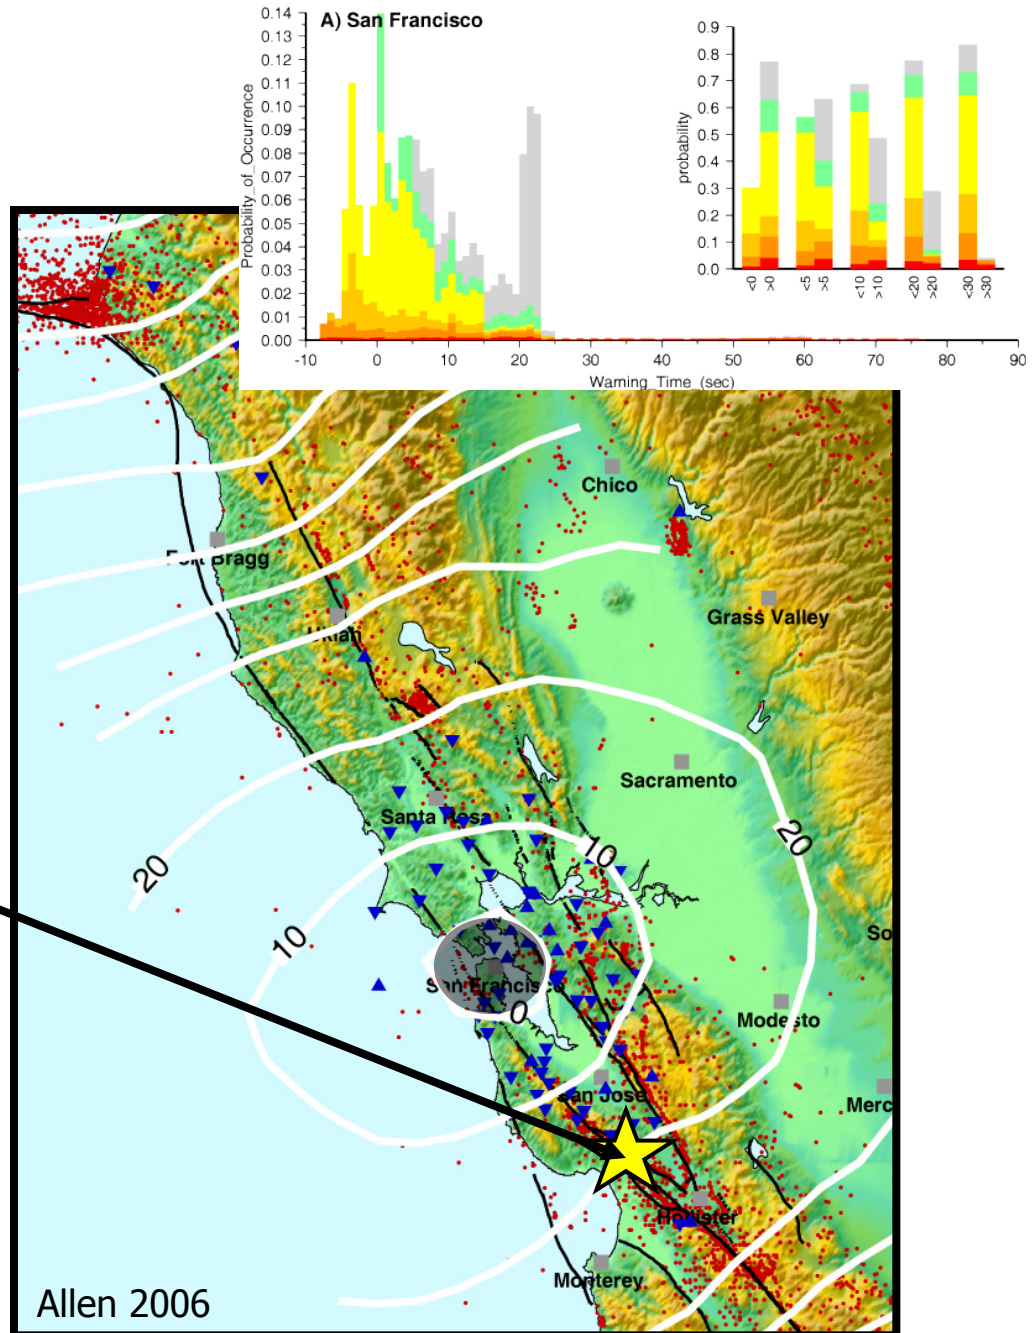 A) San Francisco
Probability_of_Occurrence
0.14
0.13
0.12
0.11
0.10
0.09
0.08
0.07
0.06
0.05
0.04
0.03
0.02
0.01
0.00
-10 0 10 20 30 40 50 60 70 80 90
Warning_Time_(sec)
probability
0.9
0.8
0.7
0.6
0.5
0.4
0.3
0.2
0.1
0.0
<0 >0 <5 >5 <10 >10 <20 >20 <30 >30
Chico
Fort Bragg
Grass Valley
Ukiah
Sacramento
Santa Rosa
20
10
20
10
So
San Francisco
0
Modesto
San Jose
Merc
Hollister
Monterey
Allen 2006